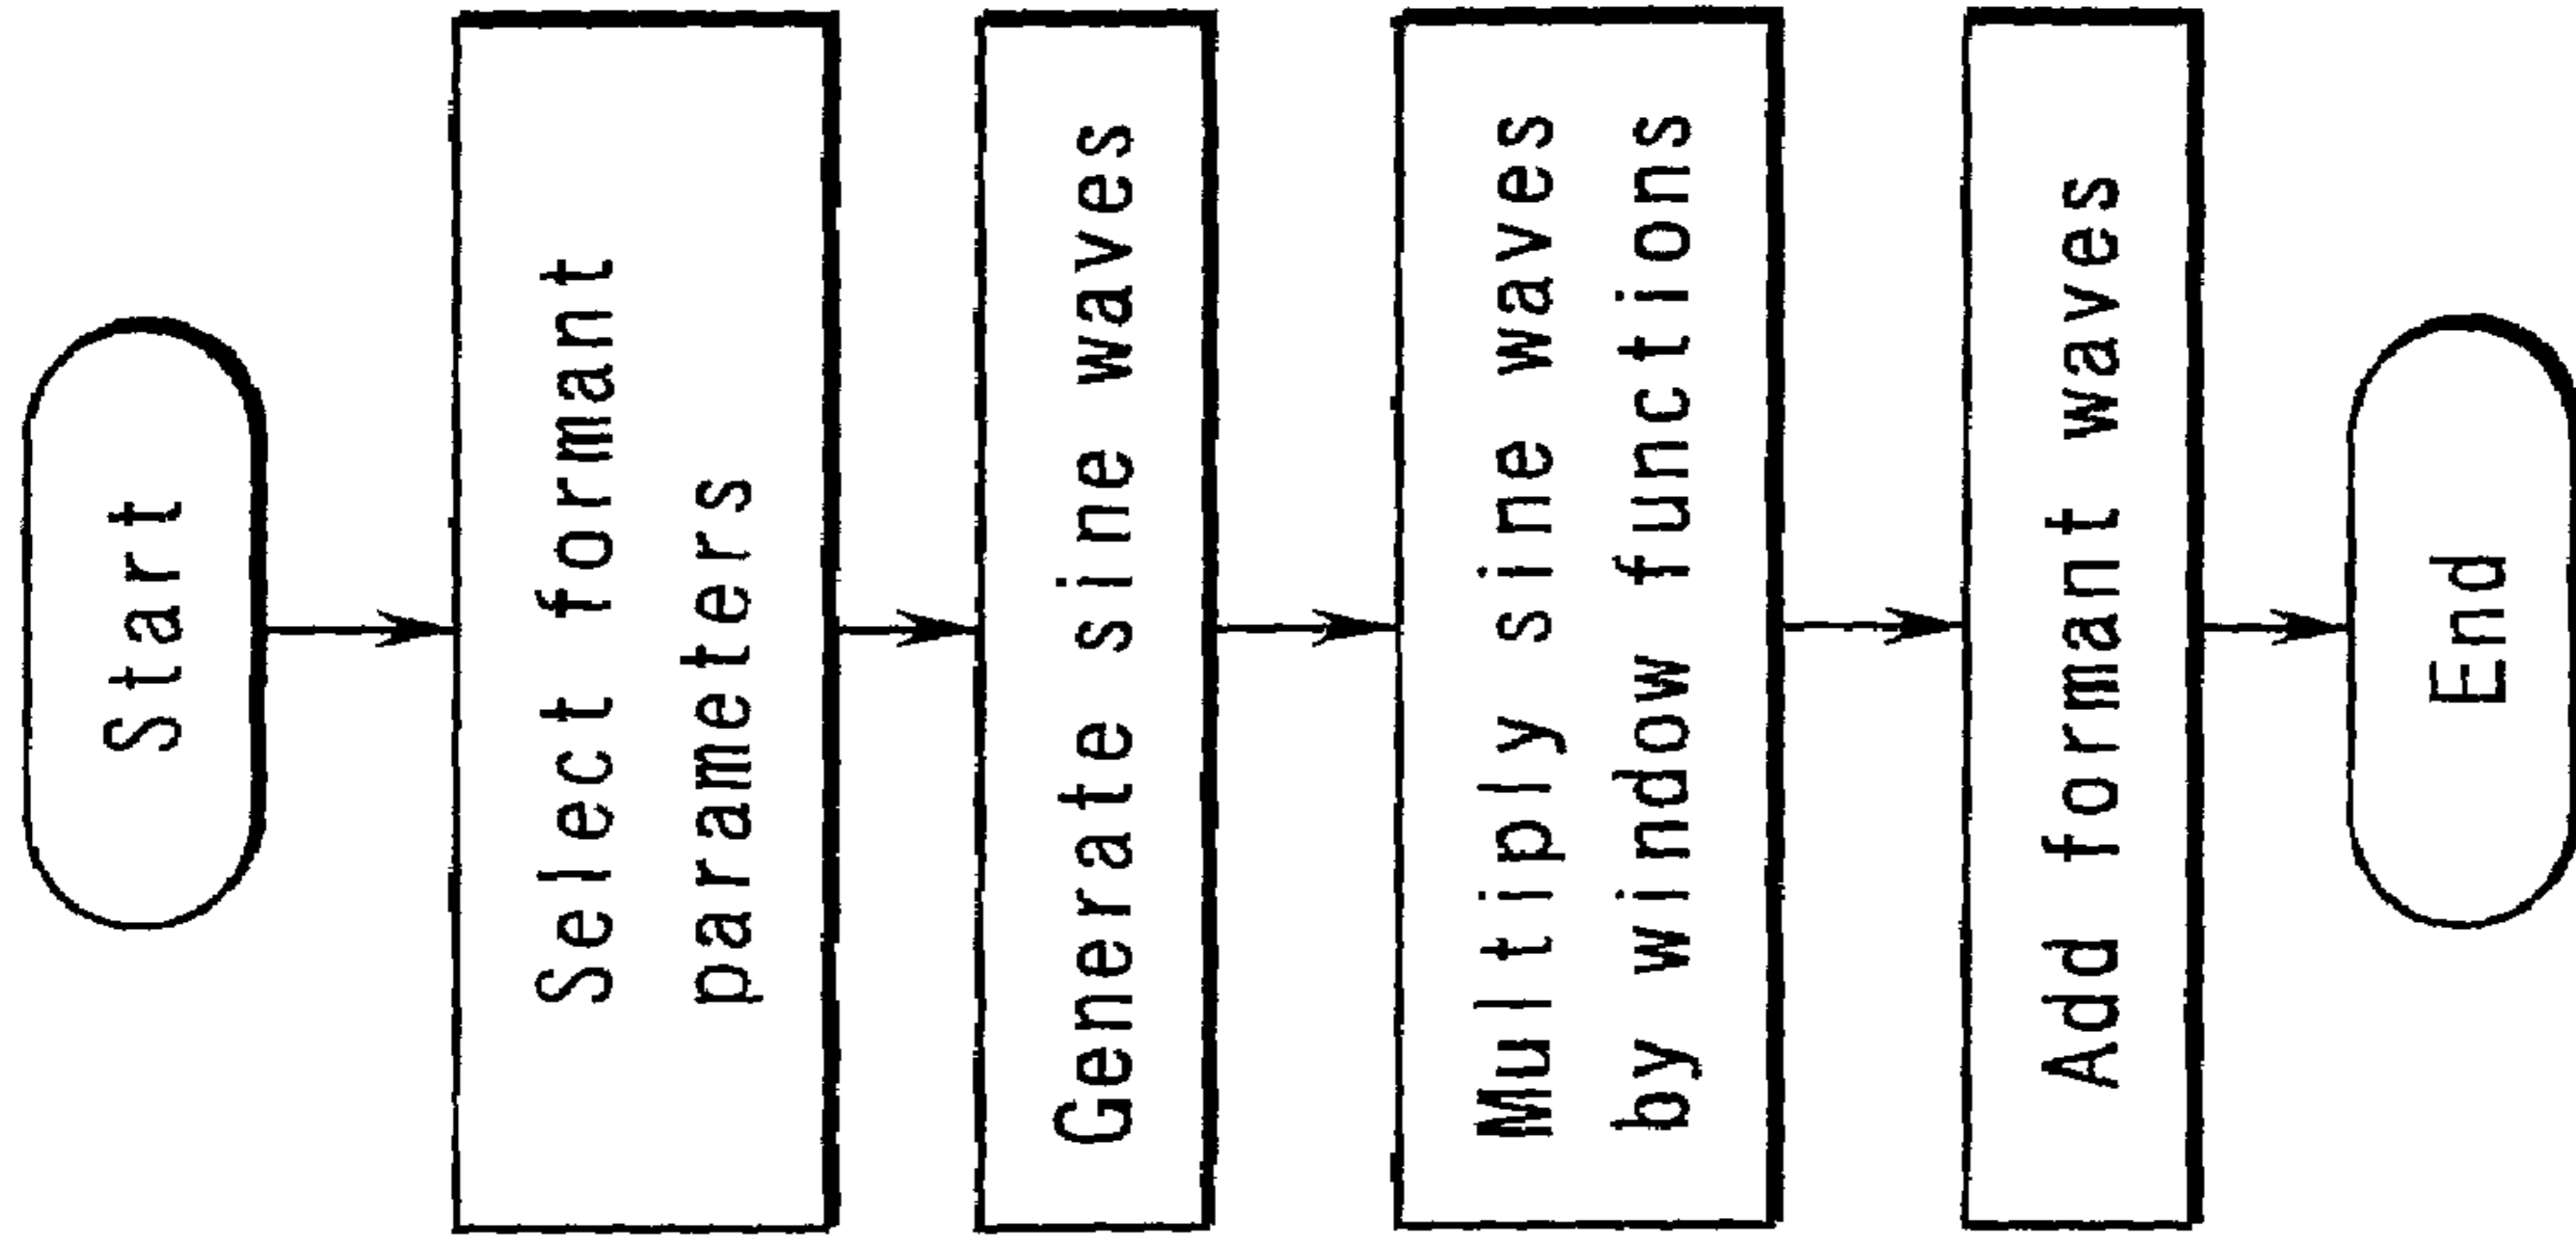 Start
Select formant
parameters
Generate sine waves
Multiply sine waves
by window functions
Add formant waves
End